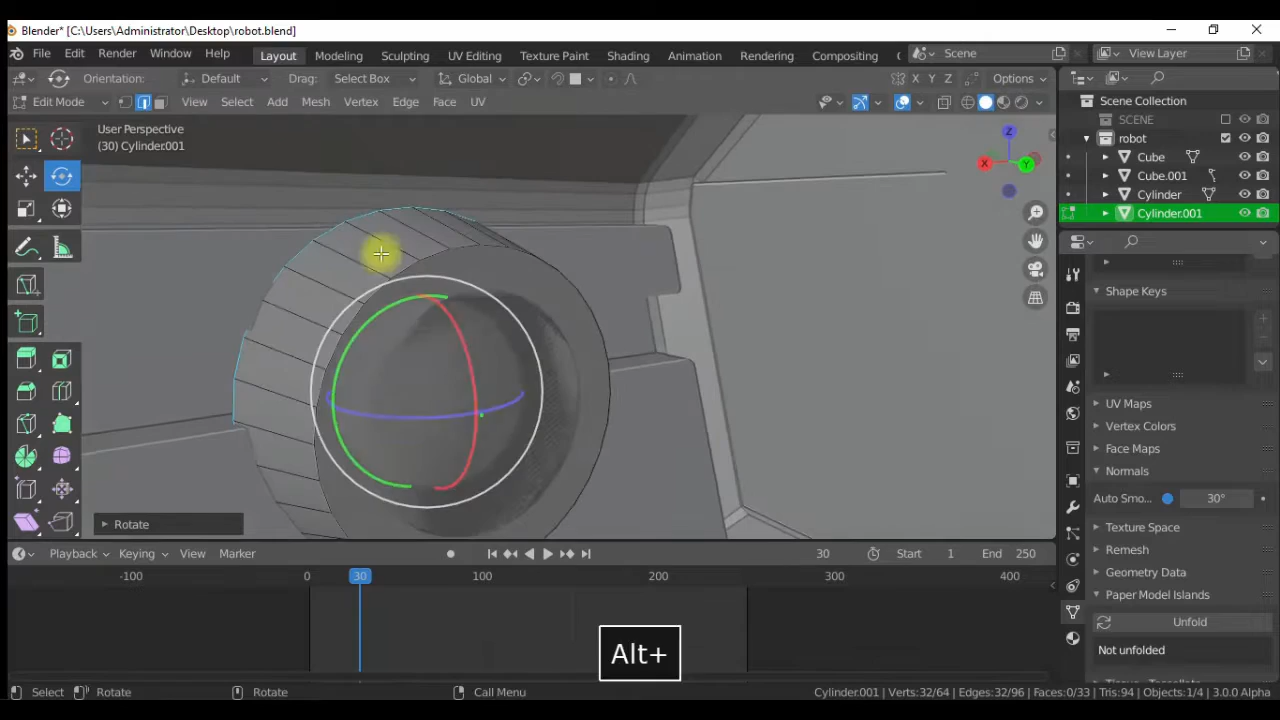 Blender* [C:\Users\Administrator\Desktop\robot.blend]
File Edit Render Window Help Layout Modeling Sculpting UV Editing Texture Paint Shading Animation Rendering Compositing Scene View Layer
Orientation: Default Drag: Select Box Global X Y Z Options
Edit Mode View Select Add Mesh Vertex Edge Face UV
Scene Collection
SCENE
robot
Cube
Cube.001
Cylinder
Cylinder.001
User Perspective
(30) Cylinder.001
Z
X
Y
Shape Keys
UV Maps
Vertex Colors
Face Maps
Normals
Auto Smo... 30°
Texture Space
Remesh
Geometry Data
Paper Model Islands
Unfold
Not unfolded
Rotate
Playback Keying View Marker 30 Start 1 End 250
-100 0 30 100 200 300 400
Alt+
Select Rotate Rotate Call Menu Cylinder.001 | Verts:32/64 | Edges:32/96 | Faces:0/33 | Tris:94 | Objects:1/4 | 3.0.0 Alpha